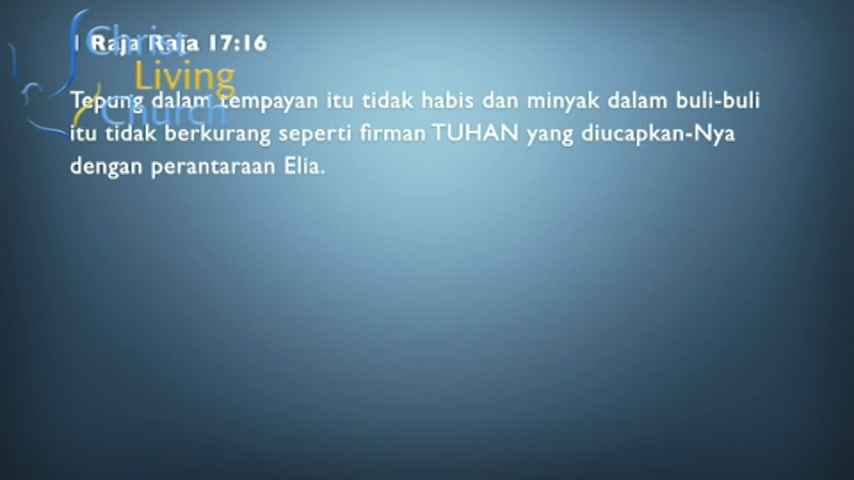 1 Raja Raja 17:16
Christ
Living
Church
Tepung dalam tempayan itu tidak habis dan minyak dalam buli-buli
itu tidak berkurang seperti firman TUHAN yang diucapkan-Nya
dengan perantaraan Elia.